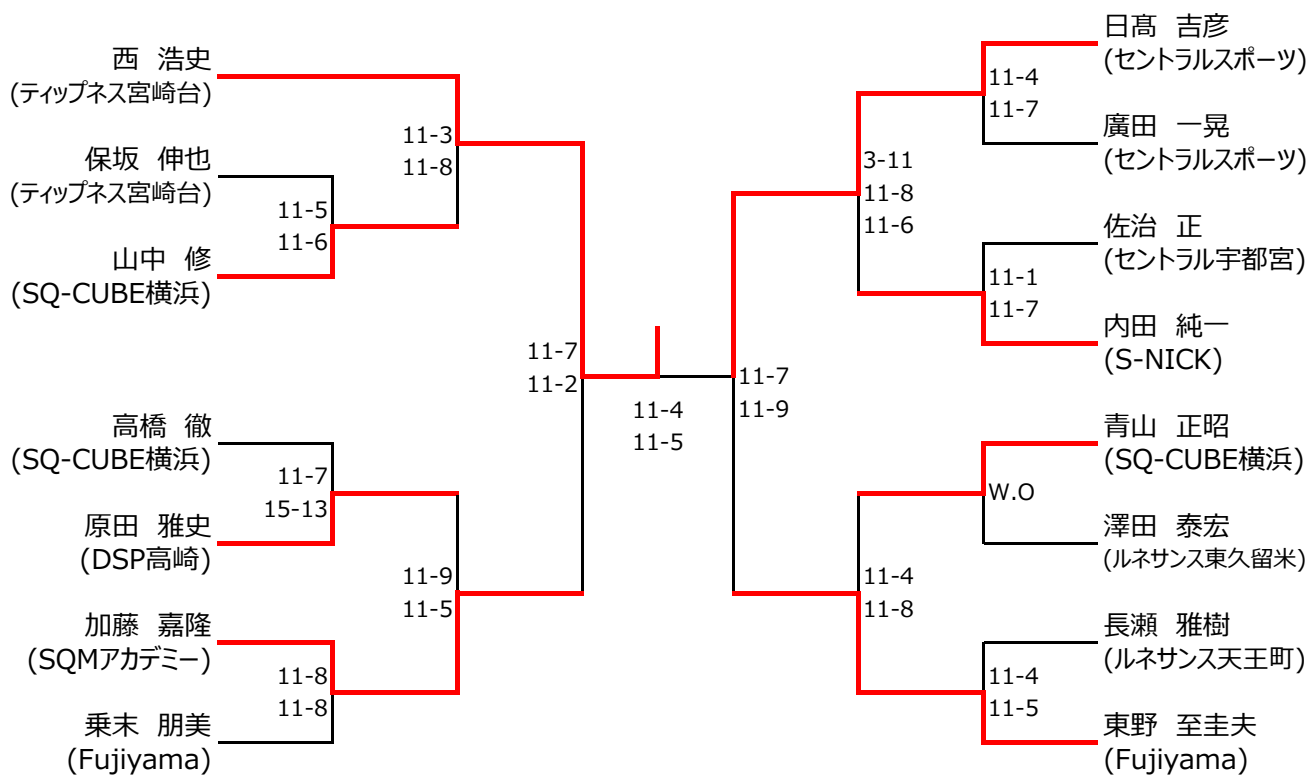 西 浩史
(ティップネス宮崎台)
保坂 伸也
(ティップネス宮崎台)
山中 修
(SQ-CUBE横浜)
高橋 徹
(SQ-CUBE横浜)
原田 雅史
(DSP高崎)
加藤 嘉隆
(SQMアカデミー)
乗末 朋美
(Fujiyama)
11-5
11-6
11-7
15-13
11-8
11-8
11-3
11-8
11-9
11-5
11-7
11-2
11-4
11-5
11-7
11-9
3-11
11-8
11-6
11-4
11-8
11-4
11-7
11-1
11-7
W.O
11-4
11-5
日髙 吉彦
(セントラルスポーツ)
廣田 一晃
(セントラルスポーツ)
佐治 正
(セントラル宇都宮)
内田 純一
(S-NICK)
青山 正昭
(SQ-CUBE横浜)
澤田 泰宏
(ルネサンス東久留米)
長瀬 雅樹
(ルネサンス天王町)
東野 至圭夫
(Fujiyama)